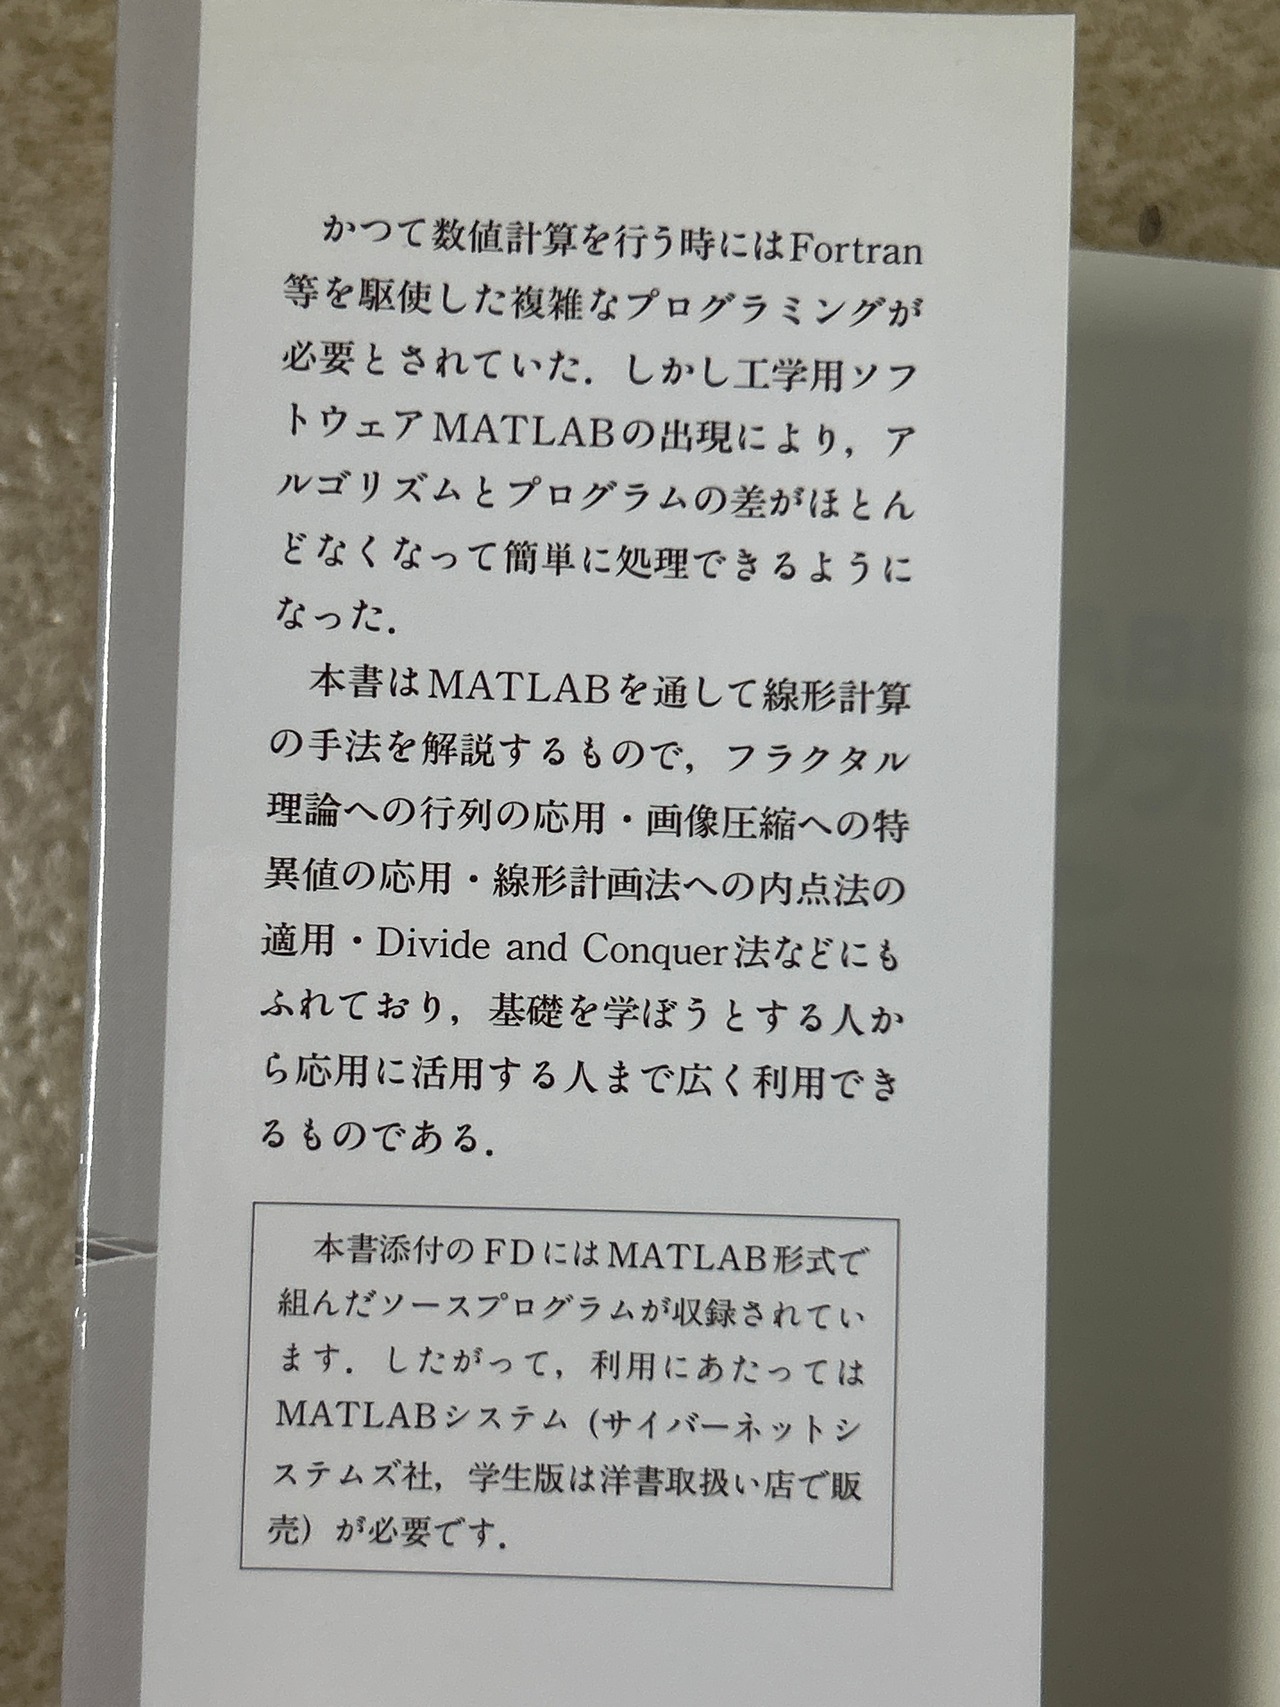 かつて数値計算を行う時にはFortran
等を駆使した複雑なプログラミングが
必要とされていた．しかし工学用ソフ
トウェアMATLABの出現により，ア
ルゴリズムとプログラムの差がほとん
どなくなって簡単に処理できるように
なった．
本書はMATLABを通して線形計算
の手法を解説するもので，フラクタル
理論への行列の応用・画像圧縮への特
異値の応用・線形計画法への内点法の
適用・Divide and Conquer法などにも
ふれており，基礎を学ぼうとする人か
ら応用に活用する人まで広く利用でき
るものである．
本書添付のFDにはMATLAB形式で
組んだソースプログラムが収録されてい
ます．したがって，利用にあたっては
MATLABシステム（サイバーネットシ
ステムズ社，学生版は洋書取扱い店で販
売）が必要です．